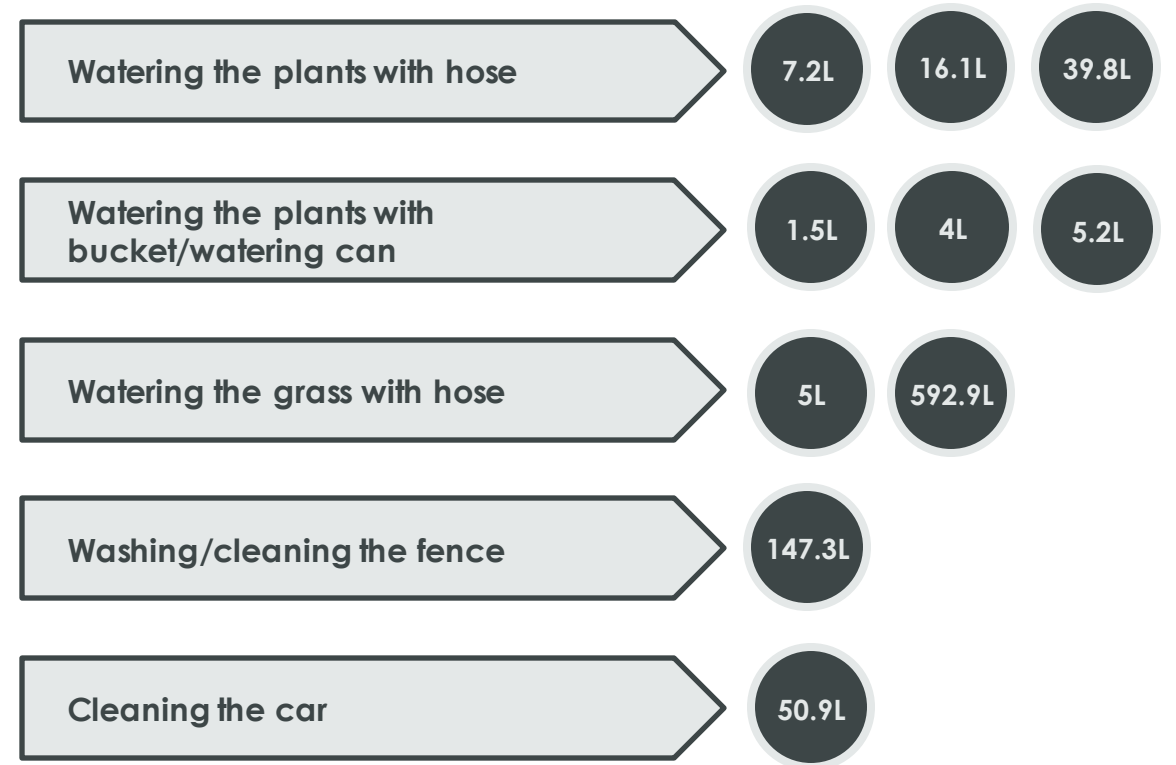 Watering the plants with hose
7.2L 16.1L 39.8L
Watering the plants with
bucket/watering can
1.5L 4L 5.2L
Watering the grass with hose
5L 592.9L
Washing/cleaning the fence
147.3L
Cleaning the car
50.9L